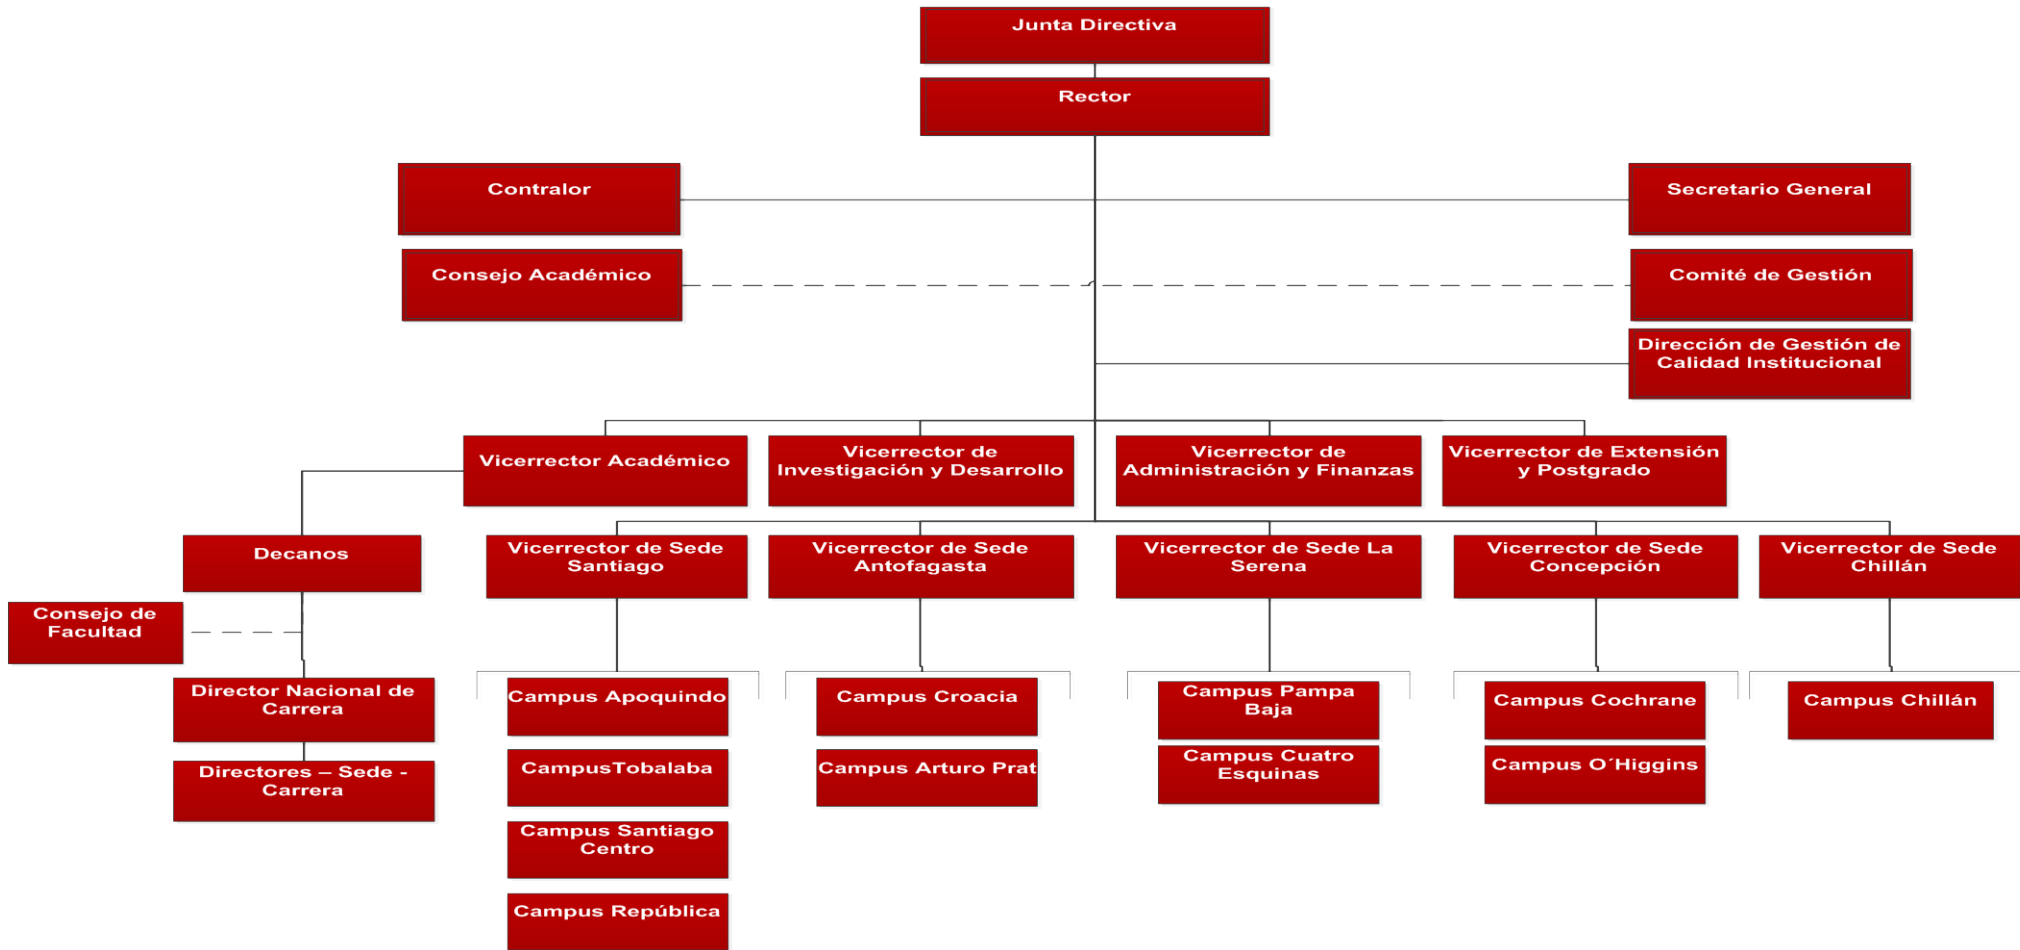 Junta Directiva
Rector
Contralor
Secretario General
Consejo Académico
Comité de Gestión
Dirección de Gestión de
Calidad Institucional
Vicerrector Académico
Vicerrector de
Investigación y Desarrollo
Vicerrector de
Administración y Finanzas
Vicerrector de Extensión
y Postgrado
Decanos
Vicerrector de Sede
Santiago
Vicerrector de Sede
Antofagasta
Vicerrector de Sede La
Serena
Vicerrector de Sede
Concepción
Vicerrector de Sede
Chillán
Consejo de
Facultad
Director Nacional de
Carrera
Directores – Sede -
Carrera
Campus Apoquindo
CampusTobalaba
Campus Santiago
Centro
Campus República
Campus Croacia
Campus Arturo Prat
Campus Pampa
Baja
Campus Cuatro
Esquinas
Campus Cochrane
Campus O´Higgins
Campus Chillán